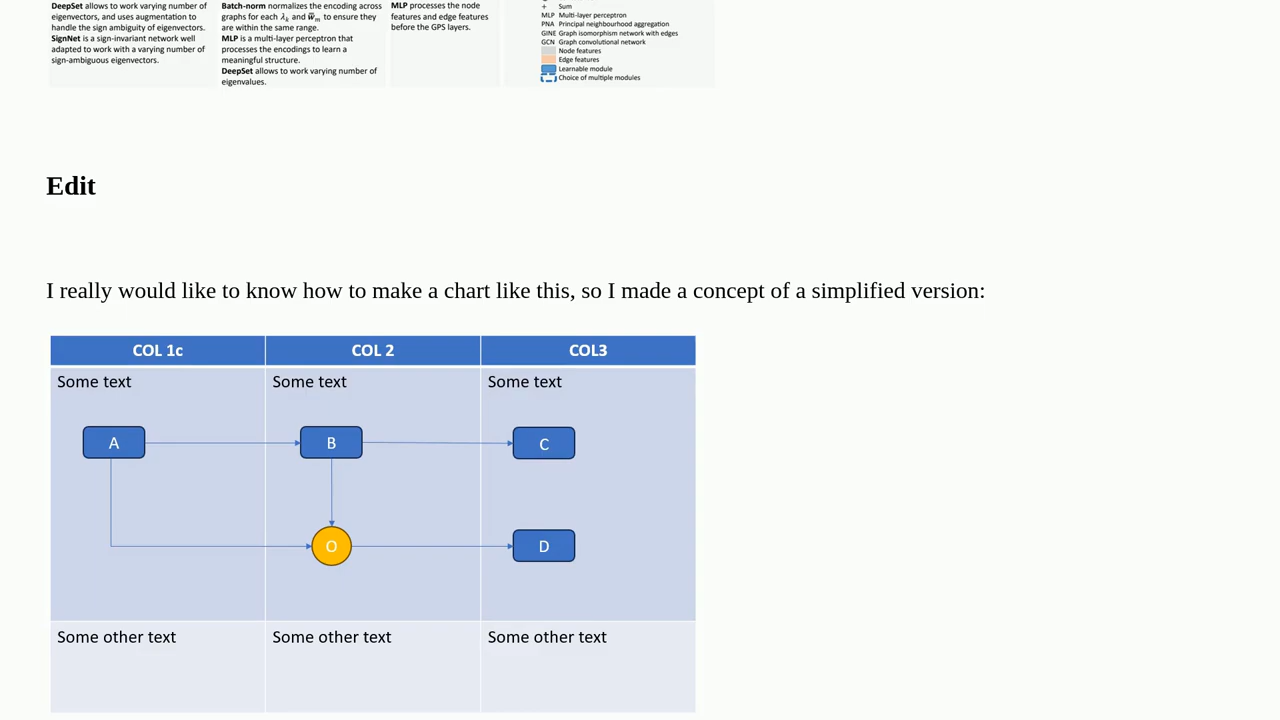 DeepSet allows to work varying number of
eigenvectors, and uses augmentation to
handle the sign ambiguity of eigenvectors.
SignNet is a sign-invariant network well
adapted to work with a varying number of
sign-ambiguous eigenvectors.
Batch-norm normalizes the encoding across
graphs for each λₖ and w̅ₘ to ensure they
are within the same range.
MLP is a multi-layer perceptron that
processes the encodings to learn a
meaningful structure.
DeepSet allows to work varying number of
eigenvalues.
MLP processes the node
features and edge features
before the GPS layers.
+ Sum
MLP Multi-layer perceptron
PNA Principal neighbourhood aggregation
GINE Graph isomorphism network with edges
GCN Graph convolutional network
Node features
Edge features
Learnable module
Choice of multiple modules
Edit
I really would like to know how to make a chart like this, so I made a concept of a simplified version:
COL 1c COL 2 COL3
Some text Some text Some text
A B C
O D
Some other text Some other text Some other text